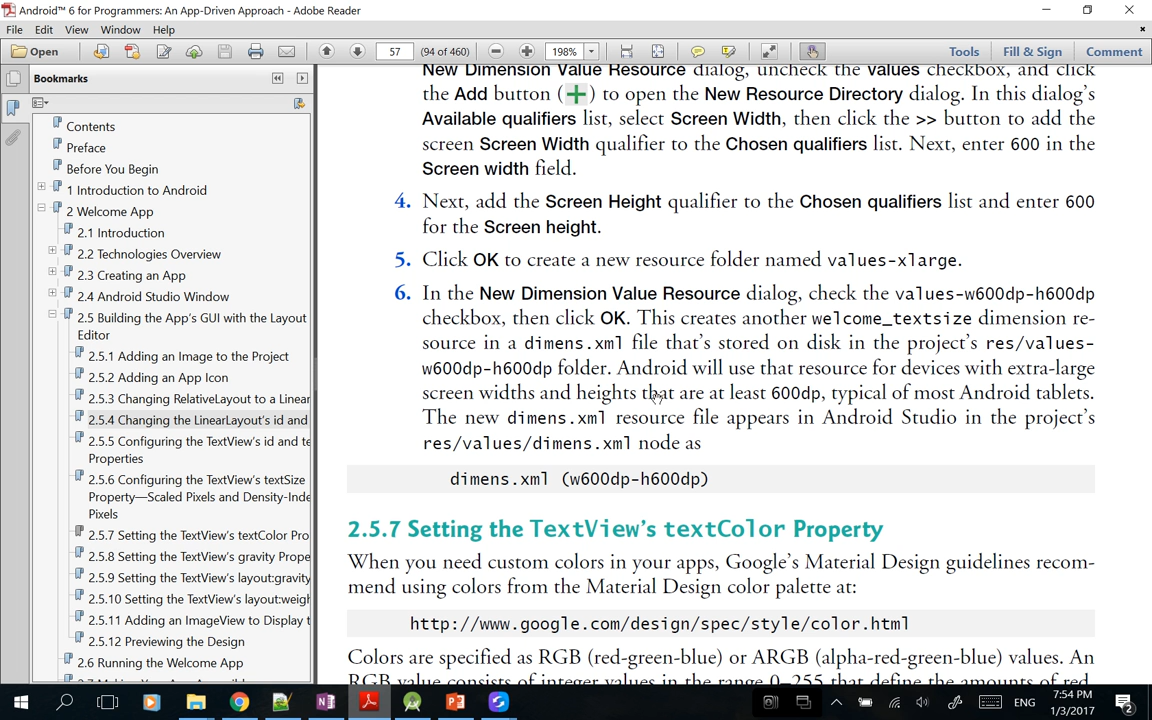 Android™ 6 for Programmers: An App-Driven Approach - Adobe Reader
File Edit View Window Help
Open 57 (94 of 460) 198% Tools Fill & Sign Comment
Bookmarks
Contents
Preface
Before You Begin
1 Introduction to Android
2 Welcome App
2.1 Introduction
2.2 Technologies Overview
2.3 Creating an App
2.4 Android Studio Window
2.5 Building the App's GUI with the Layout
Editor
2.5.1 Adding an Image to the Project
2.5.2 Adding an App Icon
2.5.3 Changing RelativeLayout to a Linear
2.5.4 Changing the LinearLayout's id and
2.5.5 Configuring the TextView's id and te
Properties
2.5.6 Configuring the TextView's textSize
Property—Scaled Pixels and Density-Inde
Pixels
2.5.7 Setting the TextView's textColor Pro
2.5.8 Setting the TextView's gravity Prope
2.5.9 Setting the TextView's layout:gravity
2.5.10 Setting the TextView's layout:weigh
2.5.11 Adding an ImageView to Display t
2.5.12 Previewing the Design
2.6 Running the Welcome App
New Dimension Value Resource dialog, uncheck the values checkbox, and click
the Add button ( ) to open the New Resource Directory dialog. In this dialog's
Available qualifiers list, select Screen Width, then click the >> button to add the
screen Screen Width qualifier to the Chosen qualifiers list. Next, enter 600 in the
Screen width field.
4. Next, add the Screen Height qualifier to the Chosen qualifiers list and enter 600
for the Screen height.
5. Click OK to create a new resource folder named values-xlarge.
6. In the New Dimension Value Resource dialog, check the values-w600dp-h600dp
checkbox, then click OK. This creates another welcome_textsize dimension re-
source in a dimens.xml file that's stored on disk in the project's res/values-
w600dp-h600dp folder. Android will use that resource for devices with extra-large
screen widths and heights that are at least 600dp, typical of most Android tablets.
The new dimens.xml resource file appears in Android Studio in the project's
res/values/dimens.xml node as
dimens.xml (w600dp-h600dp)
2.5.7 Setting the TextView's textColor Property
When you need custom colors in your apps, Google's Material Design guidelines recom-
mend using colors from the Material Design color palette at:
http://www.google.com/design/spec/style/color.html
Colors are specified as RGB (red-green-blue) or ARGB (alpha-red-green-blue) values. An
RGB value consists of integer values in the range 0–255 that define the amounts of red,
ENG
7:54 PM
1/3/2017
2